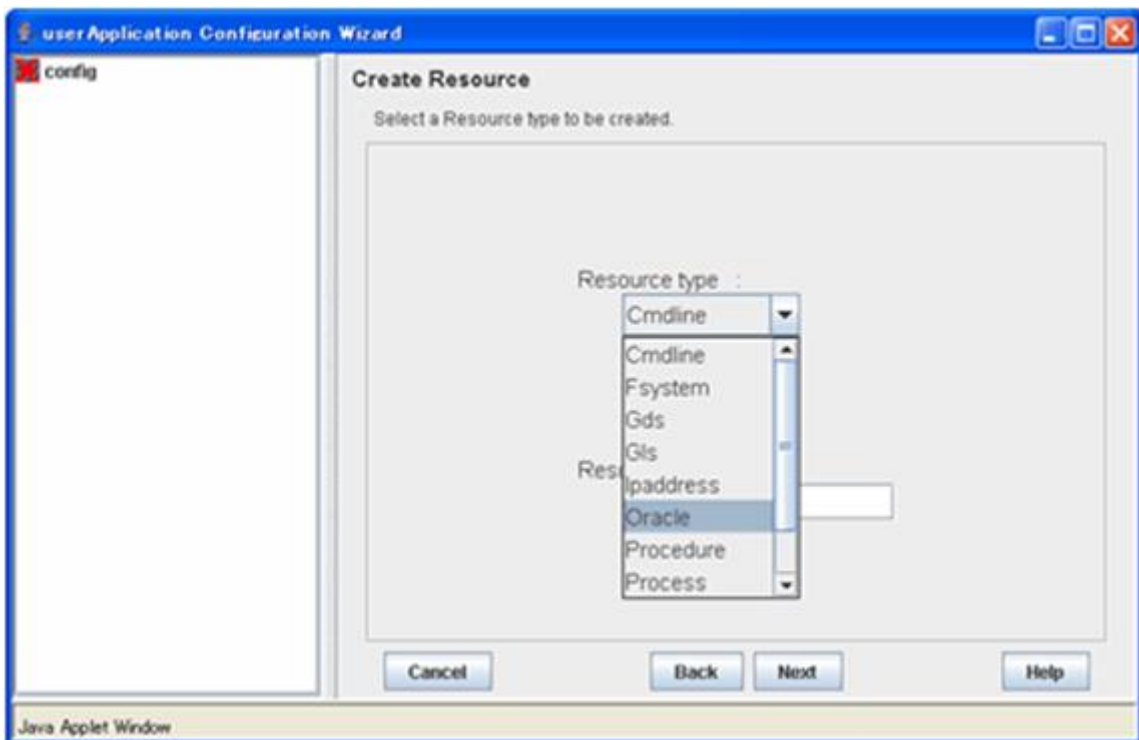 userApplication Configuration Wizard
config
Create Resource
Select a Resource type to be created.
Resource type :
Cmdline
Cmdline
Fsystem
Gds
Gls
Ipaddress
Oracle
Procedure
Process
Cancel
Back
Next
Help
Java Applet Window